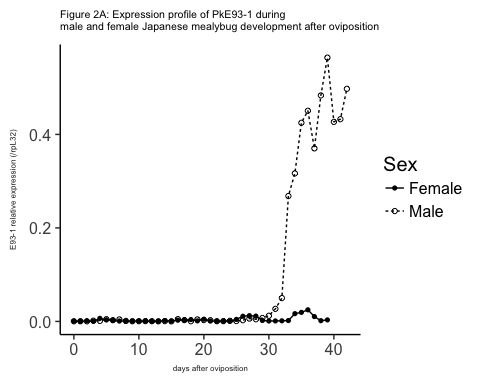 Figure 2A: Expression profile of PkE93-1 during
male and female Japanese mealybug development after oviposition
E93-1 relative expression (/rpL32)
0.4
0.2
0.0
0
10
20
30
40
days after oviposition
Sex
Female
Male